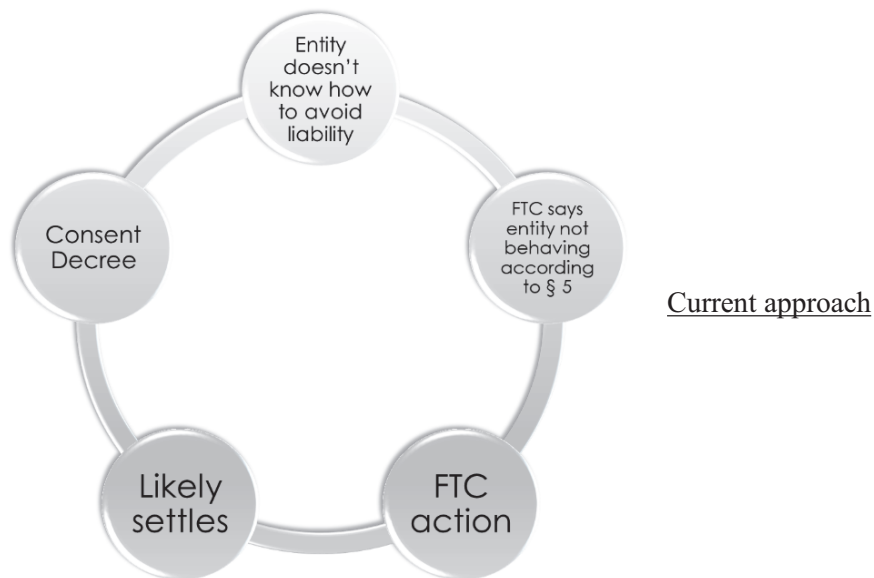 Entity
doesn't
know how
to avoid
liability
FTC says
entity not
behaving
according
to § 5
FTC
action
Likely
settles
Consent
Decree
Current approach